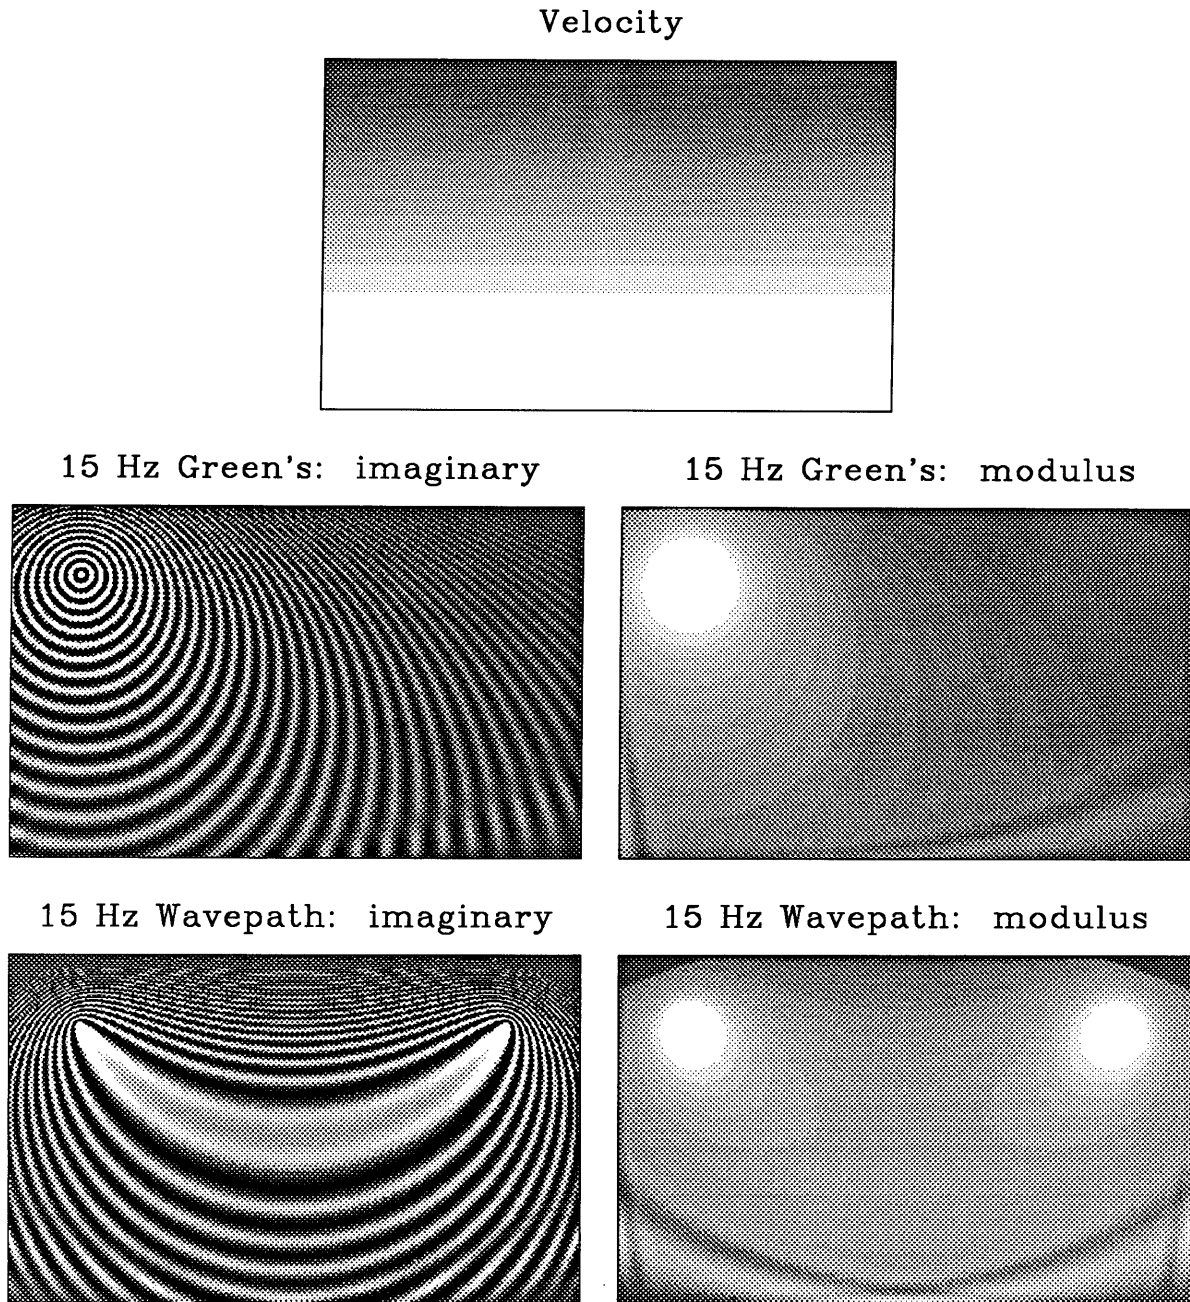 Velocity
15 Hz Green's: imaginary
15 Hz Green's: modulus
15 Hz Wavepath: imaginary
15 Hz Wavepath: modulus